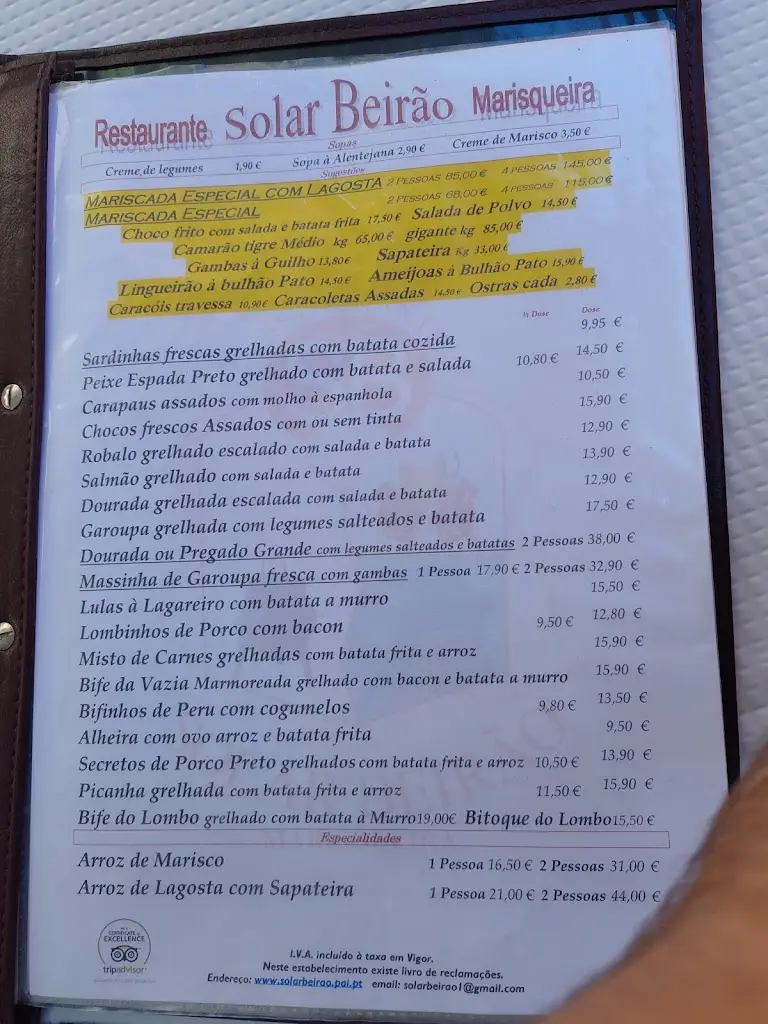 Restaurante Solar Beirão Marisqueira
Sopas
Creme de legumes 1,90 € Sopa à Alentejana 2,90 € Creme de Marisco 3,50 €
Sugestões
MARISCADA ESPECIAL COM LAGOSTA 2 PESSOAS 85,00 € 4 PESSOAS 145,00 €
MARISCADA ESPECIAL 2 PESSOAS 68,00 € 4 PESSOAS 115,00 €
Choco frito com salada e batata frita 17,50 € Salada de Polvo 14,50 €
Camarão tigre Médio kg 65,00 € gigante kg 85,00 €
Gambas á Guilho 13,80€ Sapateira Kg 33,00 €
Lingueirão à bulhão Pato 14,50 € Ameijoas à Bulhão Pato 15,90 €
Caracóis travessa 10,90 € Caracoletas Assadas 14,50 € Ostras cada 2,80 €
½ Dose Dose
Sardinhas frescas grelhadas com batata cozida 9,95 €
Peixe Espada Preto grelhado com batata e salada 10,80 € 14,50 €
Carapaus assados com molho à espanhola 10,50 €
Chocos frescos Assados com ou sem tinta 15,90 €
Robalo grelhado escalado com salada e batata 12,90 €
Salmão grelhado com salada e batata 13,90 €
Dourada grelhada escalada com salada e batata 12,90 €
Garoupa grelhada com legumes salteados e batata 17,50 €
Dourada ou Pregado Grande com legumes salteados e batatas 2 Pessoas 38,00 €
Massinha de Garoupa fresca com gambas 1 Pessoa 17,90 € 2 Pessoas 32,90 €
Lulas à Lagareiro com batata a murro 15,50 €
Lombinhos de Porco com bacon 9,50 € 12,80 €
Misto de Carnes grelhadas com batata frita e arroz 15,90 €
Bife da Vazia Marmoreada grelhado com bacon e batata a murro 15,90 €
Bifinhos de Peru com cogumelos 9,80 € 13,50 €
Alheira com ovo arroz e batata frita 9,50 €
Secretos de Porco Preto grelhados com batata frita e arroz 10,50 € 13,90 €
Picanha grelhada com batata frita e arroz 11,50 € 15,90 €
Bife do Lombo grelhado com batata à Murro 19,00€ Bitoque do Lombo 15,50 €
Especialidades
Arroz de Marisco 1 Pessoa 16,50 € 2 Pessoas 31,00 €
Arroz de Lagosta com Sapateira 1 Pessoa 21,00 € 2 Pessoas 44,00 €
CERTIFICATE of
EXCELLENCE
tripadvisor
I.V.A. incluído à taxa em Vigor.
Neste estabelecimento existe livro de reclamações.
Endereço: www.solarbeirao.pai.pt email: solarbeirao1@gmail.com